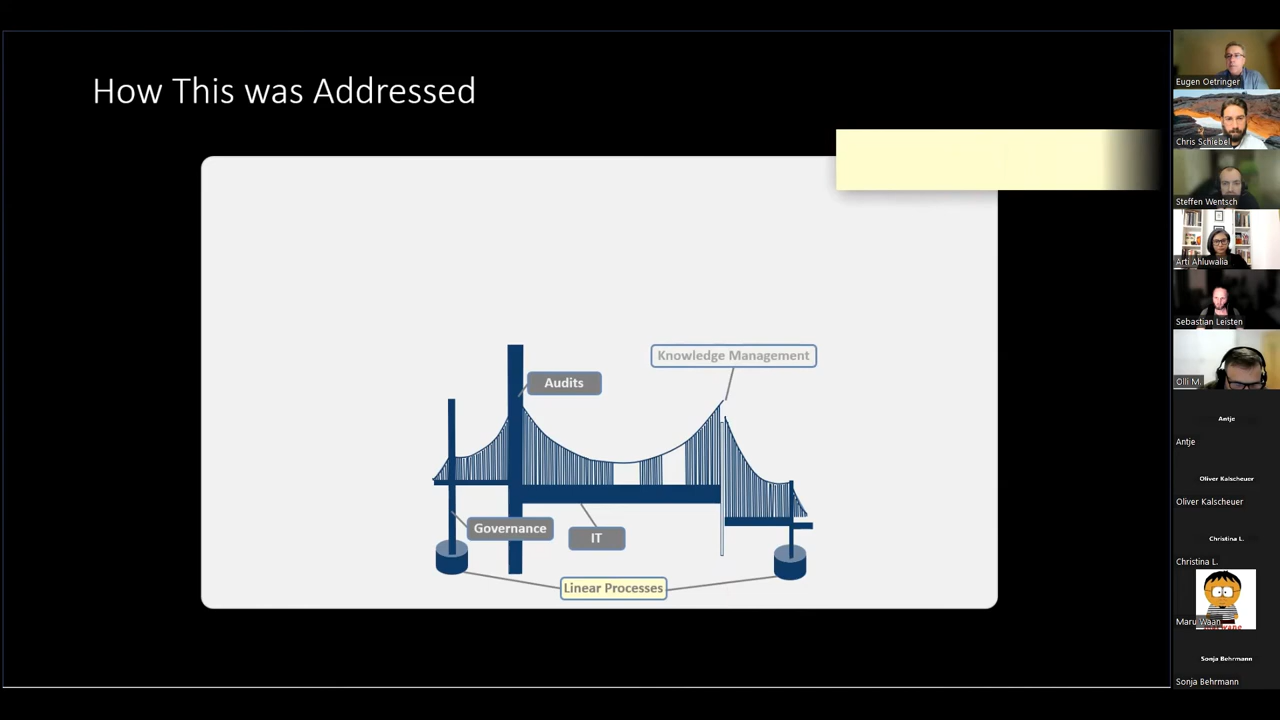 How This was Addressed
Knowledge Management
Audits
Governance
IT
Linear Processes
Eugen Oetringer
Chris Schiebel
Steffen Wentsch
Arti Ahluwalia
Sebastian Leisten
Olli M.
Antje
Antje
Oliver Kalscheuer
Oliver Kalscheuer
Christina L.
Christina L.
Maru Waan
Sonja Behrmann
Sonja Behrmann